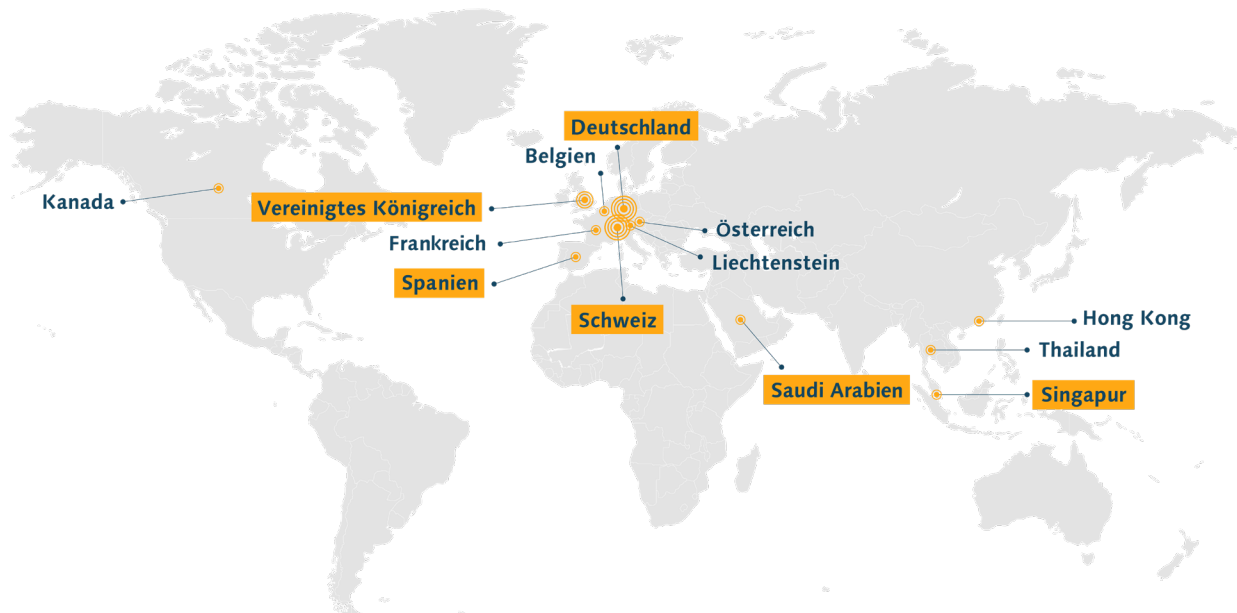 Deutschland
Belgien
Kanada
Vereinigtes Königreich
Österreich
Frankreich
Liechtenstein
Spanien
Schweiz
Hong Kong
Thailand
Saudi Arabien
Singapur